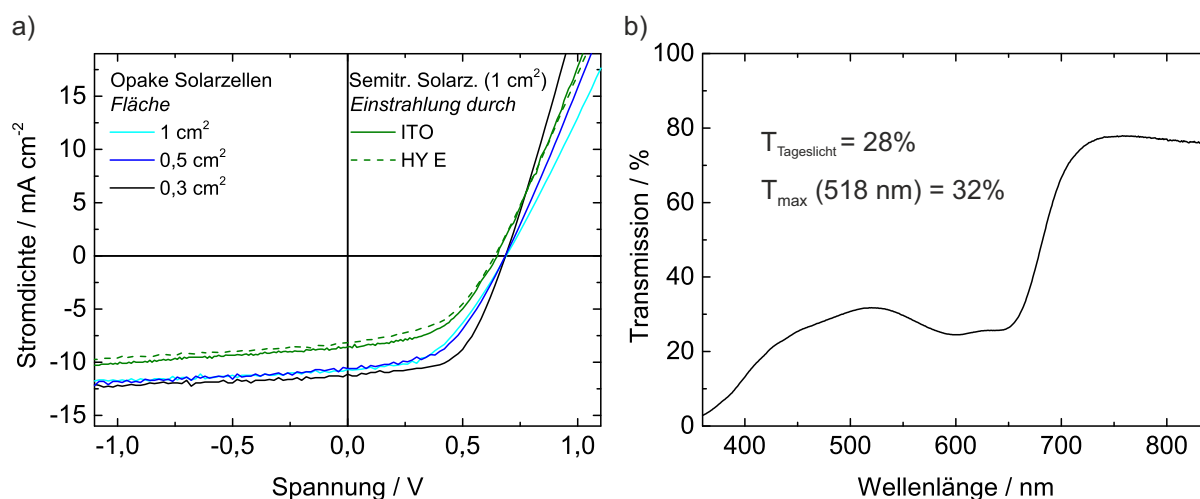 a)
Opake Solarzellen
Fläche
1 cm²
0,5 cm²
0,3 cm²
Semitr. Solarz. (1 cm²)
Einstrahlung durch
ITO
HY E
15
10
5
0
-5
-10
-15
-1,0
-0,5
0,0
0,5
1,0
Stromdichte / mA cm⁻²
Spannung / V
b)
T_Tageslicht = 28%
T_max (518 nm) = 32%
100
80
60
40
20
0
400
500
600
700
800
Transmission / %
Wellenlänge / nm